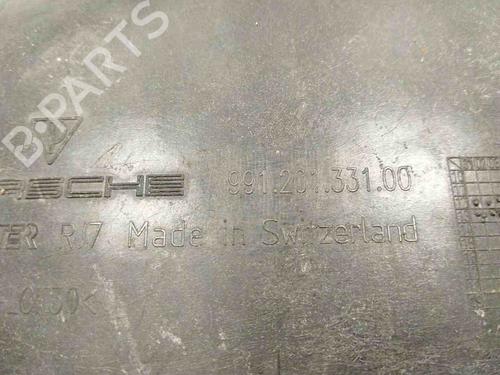 B-PARTS
RSCHE 991.201.331.00
TER R/7 Made in Switzerland